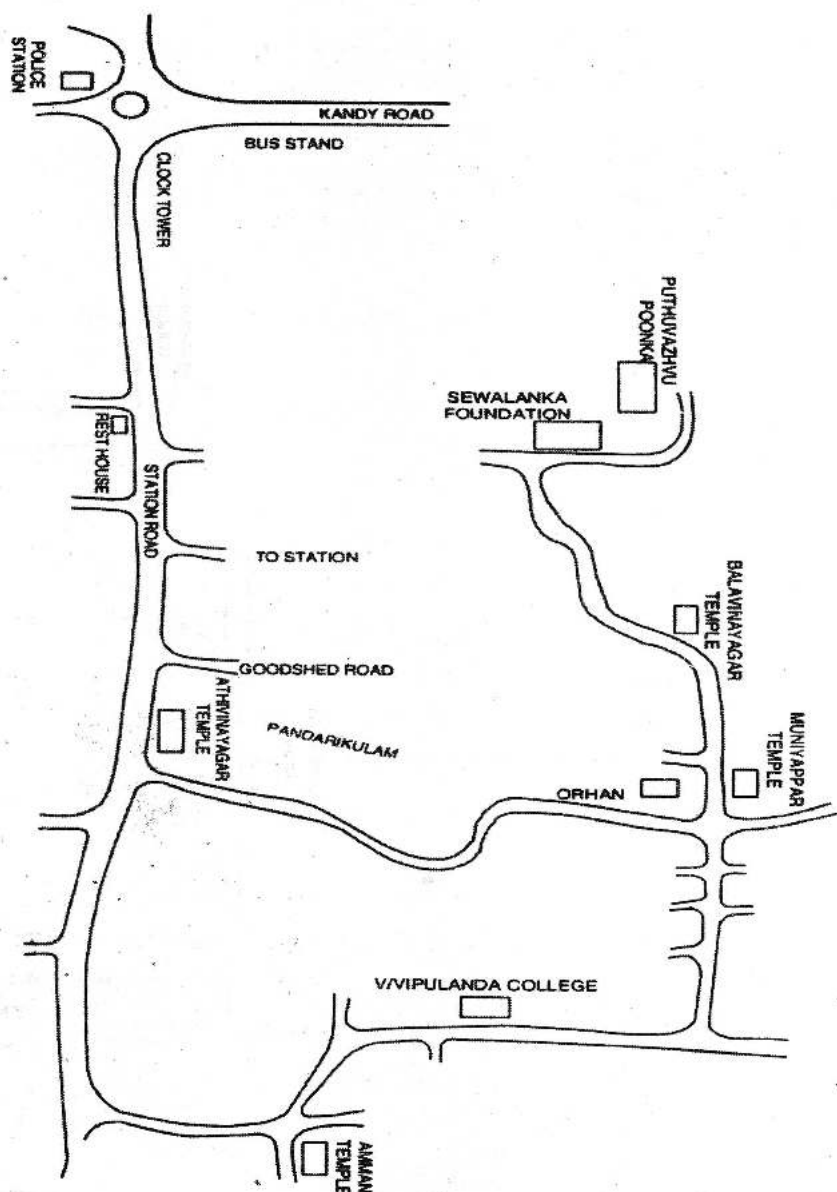 POLICE
STATION
KANDY ROAD
BUS STAND
CLOCK TOWER
PUTHUVAZHVU
POONKA
SEWALANKA
FOUNDATION
REST HOUSE
STATION ROAD
TO STATION
BALAVINAYAGAR
TEMPLE
GOODSHED ROAD
ATHIVINAYAGAR
TEMPLE
PANDARIKULAM
MUNIYAPPAR
TEMPLE
ORHAN
V/VIPULANDA COLLEGE
AMMAN
TEMPLE